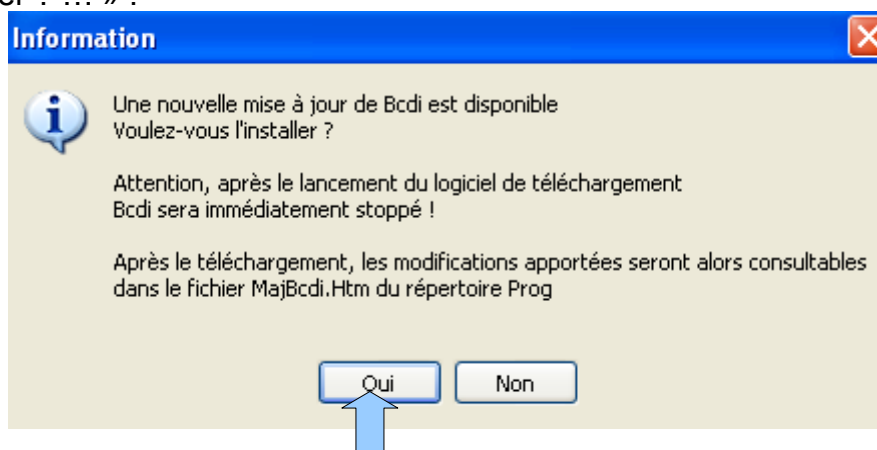 Information
Une nouvelle mise à jour de Bcdi est disponible
Voulez-vous l'installer ?
Attention, après le lancement du logiciel de téléchargement
Bcdi sera immédiatement stoppé !
Après le téléchargement, les modifications apportées seront alors consultables
dans le fichier MajBcdi.Htm du répertoire Prog
Oui Non